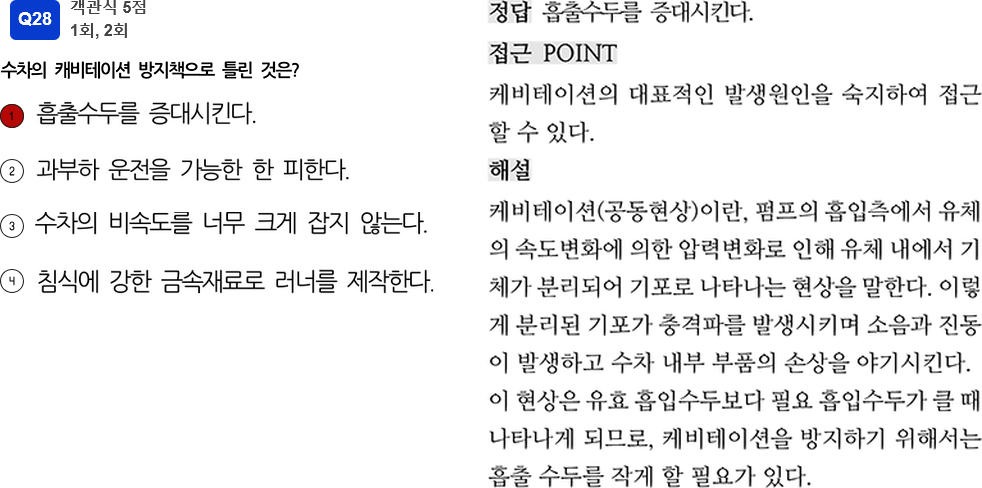 Q28
객관식 5점
1회, 2회
수차의 캐비테이션 방지책으로 틀린 것은?
1 흡출수두를 증대시킨다.
2 과부하 운전을 가능한 한 피한다.
3 수차의 비속도를 너무 크게 잡지 않는다.
4 침식에 강한 금속재료로 러너를 제작한다.
정답 흡출수두를 증대시킨다.
접근 POINT
케비테이션의 대표적인 발생원인을 숙지하여 접근
할 수 있다.
해설
케비테이션(공동현상)이란, 펌프의 흡입측에서 유체
의 속도변화에 의한 압력변화로 인해 유체 내에서 기
체가 분리되어 기포로 나타나는 현상을 말한다. 이렇
게 분리된 기포가 충격파를 발생시키며 소음과 진동
이 발생하고 수차 내부 부품의 손상을 야기시킨다.
이 현상은 유효 흡입수두보다 필요 흡입수두가 클 때
나타나게 되므로, 케비테이션을 방지하기 위해서는
흡출 수두를 작게 할 필요가 있다.